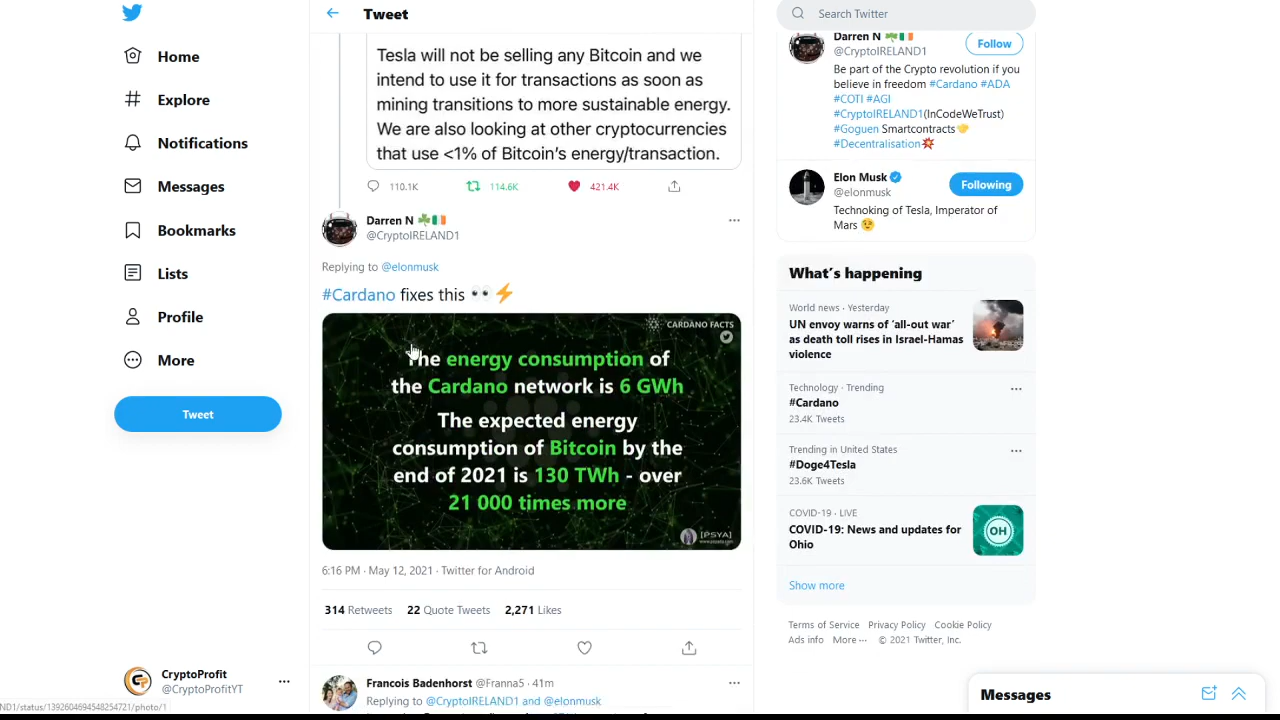 Home
Explore
Notifications
Messages
Bookmarks
Lists
Profile
More
Tweet
CryptoProfit
@CryptoProfitYT
ND1/status/1392604694548254721/photo/1
Tweet
Tesla will not be selling any Bitcoin and we
intend to use it for transactions as soon as
mining transitions to more sustainable energy.
We are also looking at other cryptocurrencies
that use <1% of Bitcoin's energy/transaction.
110.1K 114.6K 421.4K
Darren N
@CryptoIRELAND1
Replying to @elonmusk
#Cardano fixes this
CARDANO FACTS
The energy consumption of
the Cardano network is 6 GWh
The expected energy
consumption of Bitcoin by the
end of 2021 is 130 TWh - over
21 000 times more
[PSYA]
6:16 PM · May 12, 2021 · Twitter for Android
314 Retweets 22 Quote Tweets 2,271 Likes
Francois Badenhorst @Franna5 · 41m
Replying to @CryptoIRELAND1 and @elonmusk
Search Twitter
Darren N
@CryptoIRELAND1
Follow
Be part of the Crypto revolution if you
believe in freedom #Cardano #ADA
#COTI #AGI
#CryptoIRELAND1(InCodeWeTrust)
#Goguen Smartcontracts
#Decentralisation
Elon Musk
@elonmusk
Following
Technoking of Tesla, Imperator of
Mars
What's happening
World news · Yesterday
UN envoy warns of 'all-out war'
as death toll rises in Israel-Hamas
violence
Technology · Trending
#Cardano
23.4K Tweets
Trending in United States
#Doge4Tesla
23.6K Tweets
COVID-19 · LIVE
COVID-19: News and updates for
Ohio
OH
Show more
Terms of Service Privacy Policy Cookie Policy
Ads info More © 2021 Twitter, Inc.
Messages